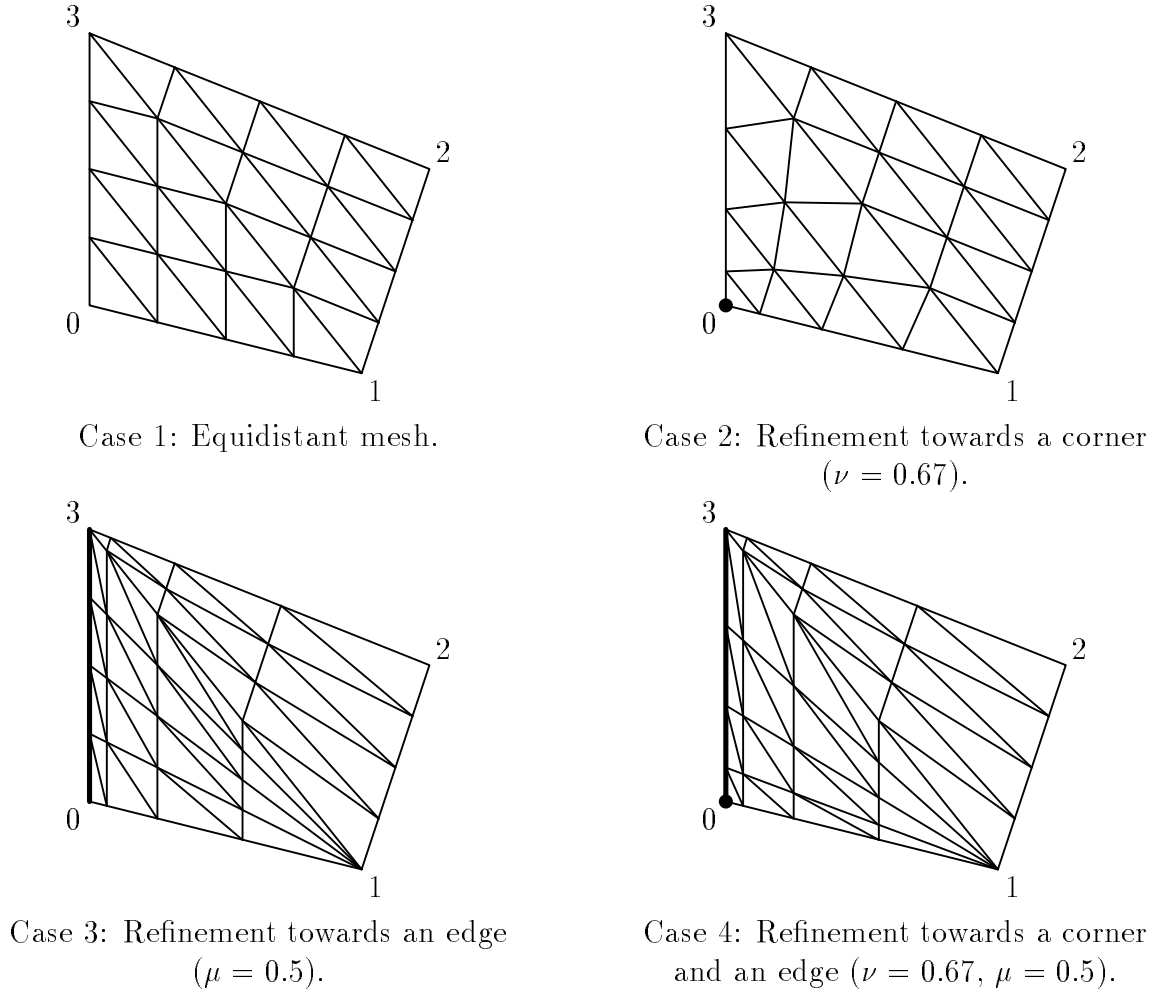 3
2
0
1
Case 1: Equidistant mesh.
3
2
0
1
Case 2: Refinement towards a corner
(ν = 0.67).
3
2
0
1
Case 3: Refinement towards an edge
(μ = 0.5).
3
2
0
1
Case 4: Refinement towards a corner
and an edge (ν = 0.67, μ = 0.5).